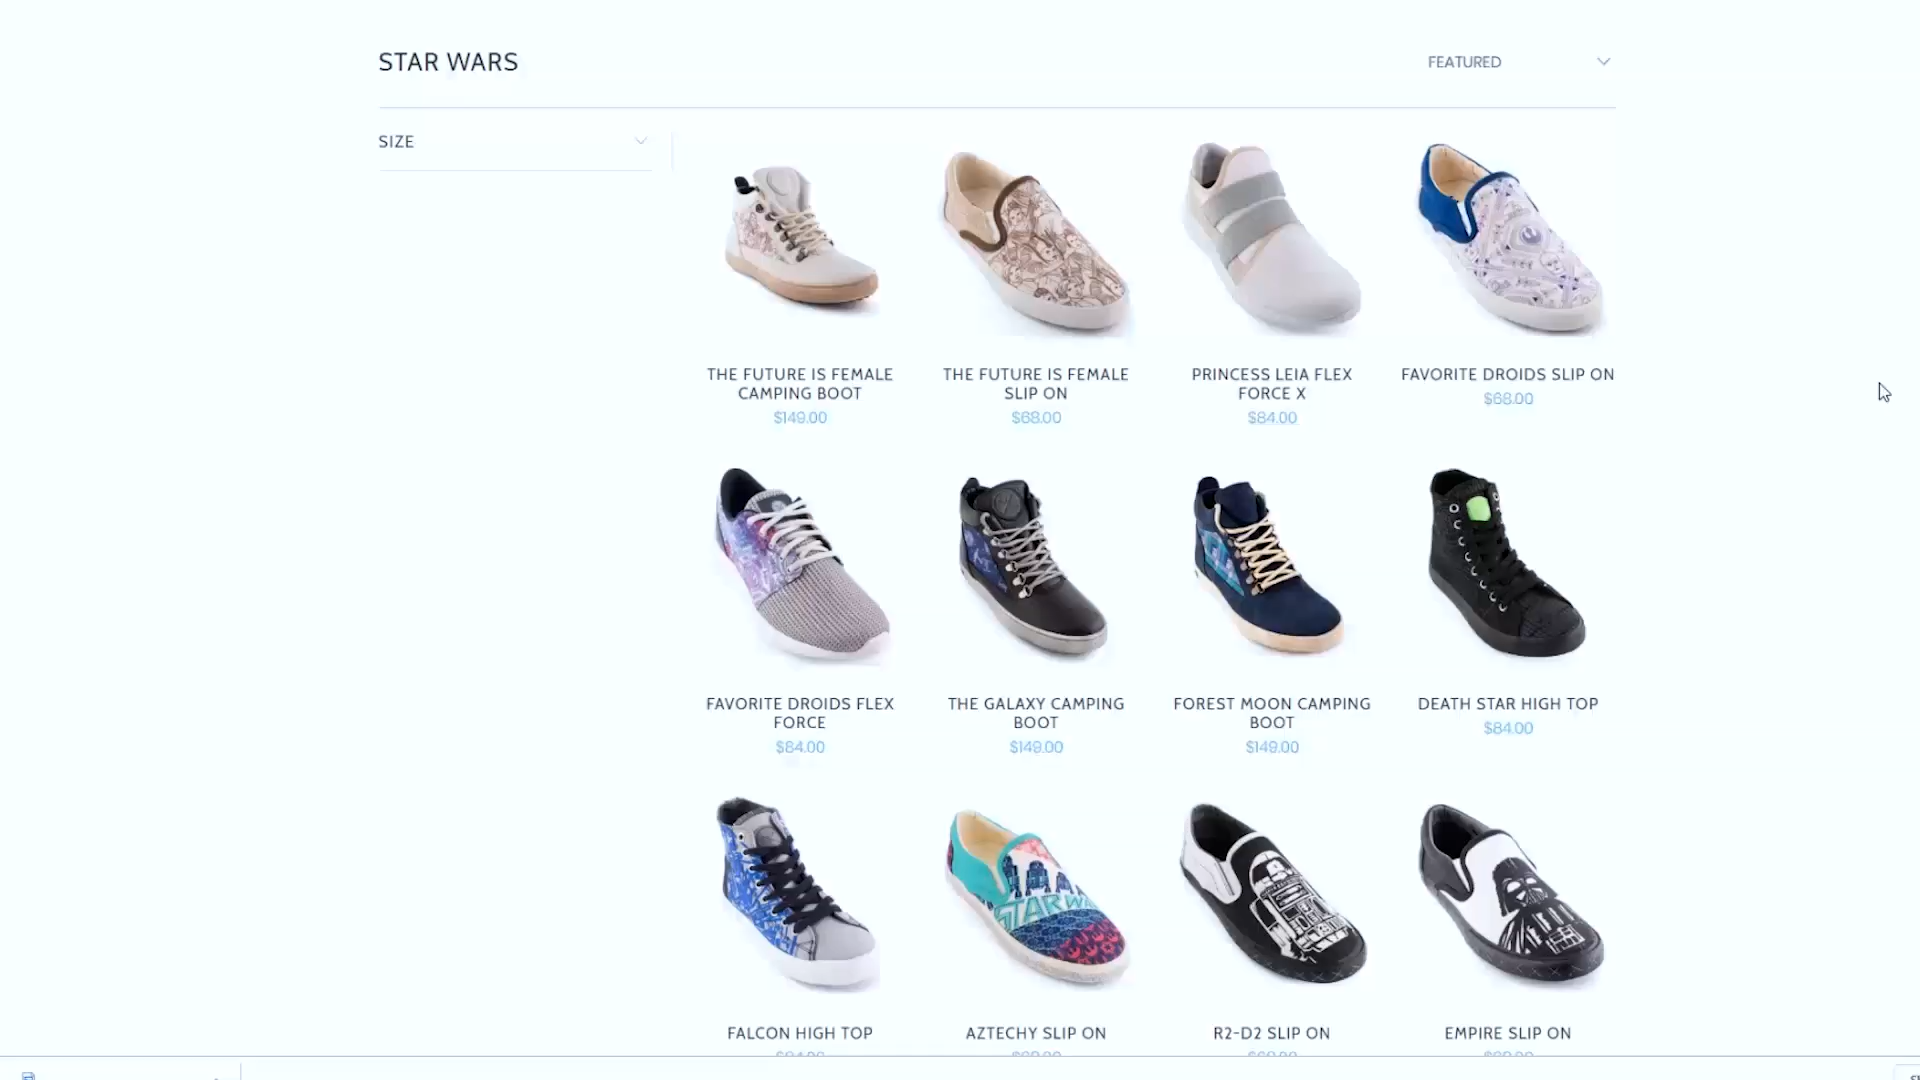 STAR WARS
FEATURED
SIZE
THE FUTURE IS FEMALE
CAMPING BOOT
$149.00
THE FUTURE IS FEMALE
SLIP ON
$68.00
PRINCESS LEIA FLEX
FORCE X
$84.00
FAVORITE DROIDS SLIP ON
$68.00
FAVORITE DROIDS FLEX
FORCE
$84.00
THE GALAXY CAMPING
BOOT
$149.00
FOREST MOON CAMPING
BOOT
$149.00
DEATH STAR HIGH TOP
$84.00
FALCON HIGH TOP
AZTECHY SLIP ON
R2-D2 SLIP ON
EMPIRE SLIP ON